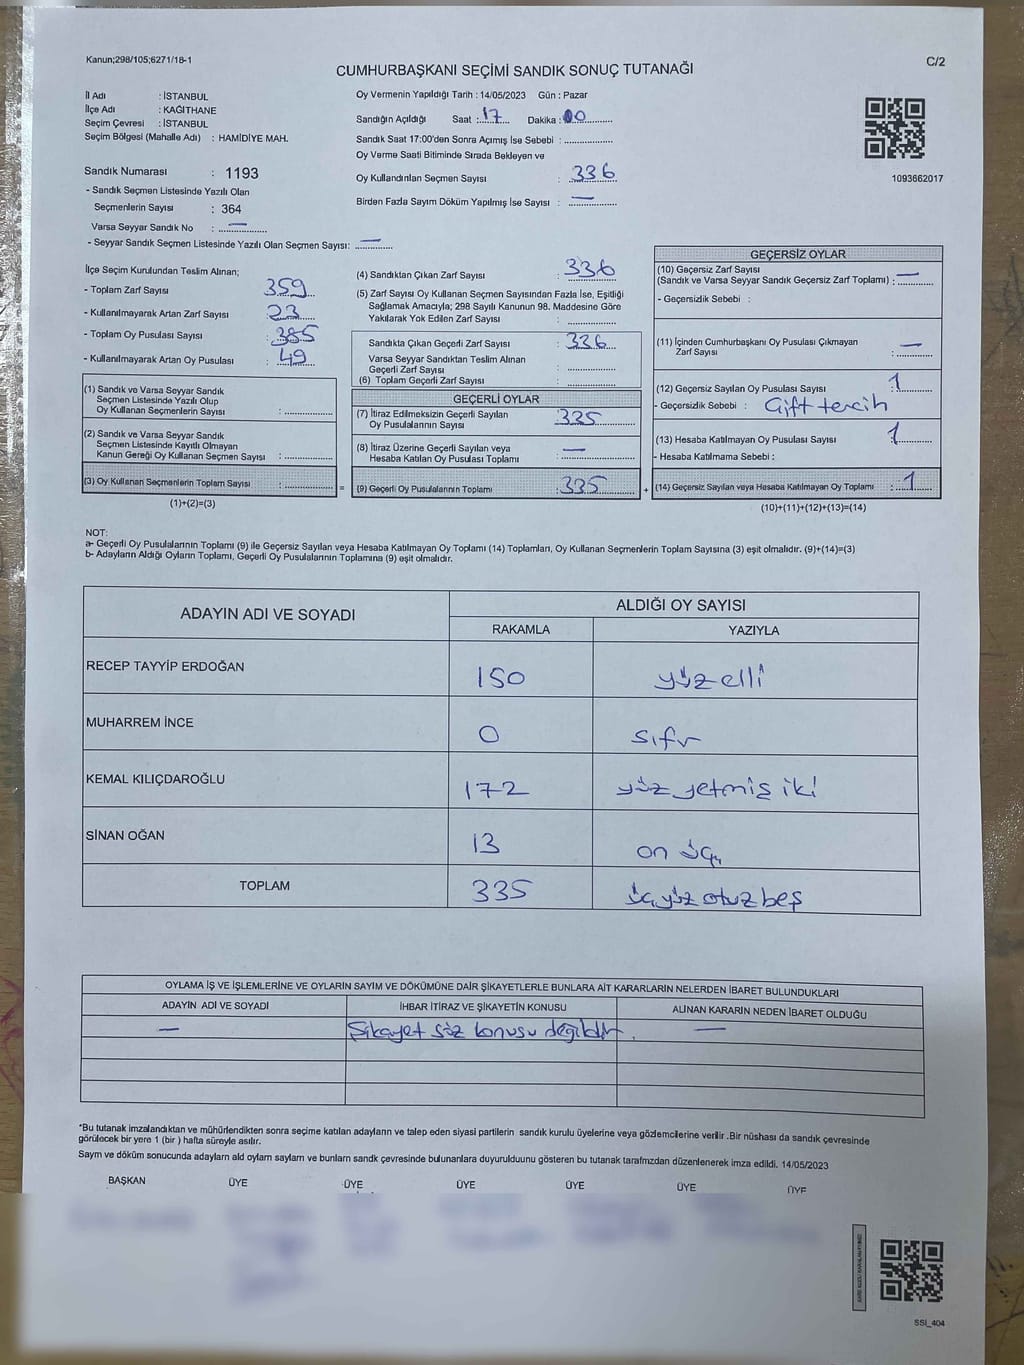 Kanun;298/105;6271/18-1
C/2
CUMHURBAŞKANI SEÇİMİ SANDIK SONUÇ TUTANAĞI
İl Adı : İSTANBUL
İlçe Adı : KAĞITHANE
Seçim Çevresi : İSTANBUL
Seçim Bölgesi (Mahalle Adı) : HAMİDİYE MAH.
Sandık Numarası : 1193
- Sandık Seçmen Listesinde Yazılı Olan
Seçmenlerin Sayısı : 364
Varsa Seyyar Sandık No : —
- Seyyar Sandık Seçmen Listesinde Yazılı Olan Seçmen Sayısı: —
Oy Vermenin Yapıldığı Tarih : 14/05/2023 Gün : Pazar
Sandığın Açıldığı Saat : 17 Dakika : 00
Sandık Saat 17:00'den Sonra Açımış İse Sebebi :
Oy Verme Saati Bitiminde Sırada Bekleyen ve
Oy Kullandırılan Seçmen Sayısı : 336
Birden Fazla Sayım Döküm Yapılmış İse Sayısı : —
1093662017
İlçe Seçim Kurulundan Teslim Alınan;
- Toplam Zarf Sayısı : 359
- Kullanılmayarak Artan Zarf Sayısı : 23
- Toplam Oy Pusulası Sayısı : 385
- Kullanılmayarak Artan Oy Pusulası : 49
(1) Sandık ve Varsa Seyyar Sandık
Seçmen Listesinde Yazılı Olup
Oy Kullanan Seçmenlerin Sayısı :
(2) Sandık ve Varsa Seyyar Sandık
Seçmen Listesinde Kayıtlı Olmayan
Kanun Gereği Oy Kullanan Seçmen Sayısı :
(3) Oy Kullanan Seçmenlerin Toplam Sayısı :
(1)+(2)=(3)
(4) Sandıktan Çıkan Zarf Sayısı : 336
(5) Zarf Sayısı Oy Kullanan Seçmen Sayısından Fazla İse, Eşitliği
Sağlamak Amacıyla; 298 Sayılı Kanunun 98. Maddesine Göre
Yakılarak Yok Edilen Zarf Sayısı :
Sandıkta Çıkan Geçerli Zarf Sayısı : 336
Varsa Seyyar Sandıktan Teslim Alınan
Geçerli Zarf Sayısı :
(6) Toplam Geçerli Zarf Sayısı :
GEÇERLİ OYLAR
(7) İtiraz Edilmeksizin Geçerli Sayılan
Oy Pusulalarının Sayısı : 335
(8) İtiraz Üzerine Geçerli Sayılan veya
Hesaba Katılan Oy Pusulası Toplamı : —
= (9) Geçerli Oy Pusulalarının Toplamı : 335
GEÇERSİZ OYLAR
(10) Geçersiz Zarf Sayısı
(Sandık ve Varsa Seyyar Sandık Geçersiz Zarf Toplamı) : —
- Geçersizlik Sebebi :
(11) İçinden Cumhurbaşkanı Oy Pusulası Çıkmayan
Zarf Sayısı : —
(12) Geçersiz Sayılan Oy Pusulası Sayısı : 1
- Geçersizlik Sebebi : Çift tercih
(13) Hesaba Katılmayan Oy Pusulası Sayısı : 1
- Hesaba Katılmama Sebebi :
+ (14) Geçersiz Sayılan veya Hesaba Katılmayan Oy Toplamı : 1
(10)+(11)+(12)+(13)=(14)
NOT:
a- Geçerli Oy Pusulalarının Toplamı (9) ile Geçersiz Sayılan veya Hesaba Katılmayan Oy Toplamı (14) Toplamları, Oy Kullanan Seçmenlerin Toplam Sayısına (3) eşit olmalıdır. (9)+(14)=(3)
b- Adayların Aldığı Oyların Toplamı, Geçerli Oy Pusulalarının Toplamına (9) eşit olmalıdır.
ADAYIN ADI VE SOYADI
ALDIĞI OY SAYISI
RAKAMLA YAZIYLA
RECEP TAYYİP ERDOĞAN 150 yüz elli
MUHARREM İNCE 0 sıfır
KEMAL KILIÇDAROĞLU 172 yüz yetmiş iki
SİNAN OĞAN 13 on üç
TOPLAM 335 üç yüz otuz beş
OYLAMA İŞ VE İŞLEMLERİNE VE OYLARIN SAYIM VE DÖKÜMÜNE DAİR ŞİKAYETLERLE BUNLARA AİT KARARLARIN NELERDEN İBARET BULUNDUKLARI
ADAYIN ADI VE SOYADI İHBAR İTİRAZ VE ŞİKAYETİN KONUSU ALINAN KARARIN NEDEN İBARET OLDUĞU
— Şikayet söz konusu değildir. —
*Bu tutanak imzalandıktan ve mühürlendikten sonra seçime katılan adayların ve talep eden siyasi partilerin sandık kurulu üyelerine veya gözlemcilerine verilir .Bir nüshası da sandık çevresinde
görülecek bir yere 1 (bir ) hafta süreyle asılır.
Sayım ve döküm sonucunda adayların ald oylarn saylarn ve bunların sandk çevresinde bulunanlara duyurulduunu gösteren bu tutanak tarafmzdan düzenlenerek imza edildi. 14/05/2023
BAŞKAN ÜYE ÜYE ÜYE ÜYE ÜYE ÜYE
SSİ_404